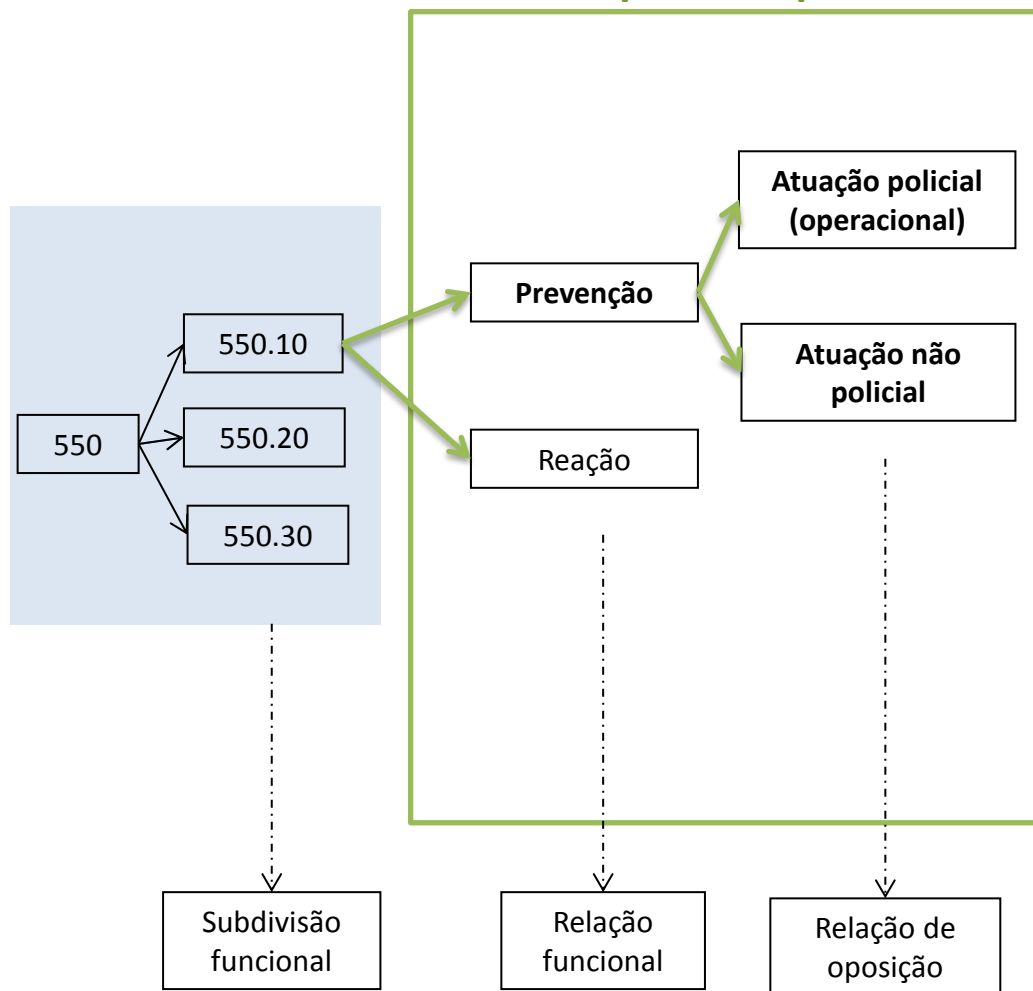 Atuação policial
(operacional)
Prevenção
550.10
Atuação não
policial
550
550.20
Reação
550.30
Subdivisão
funcional
Relação
funcional
Relação de
oposição